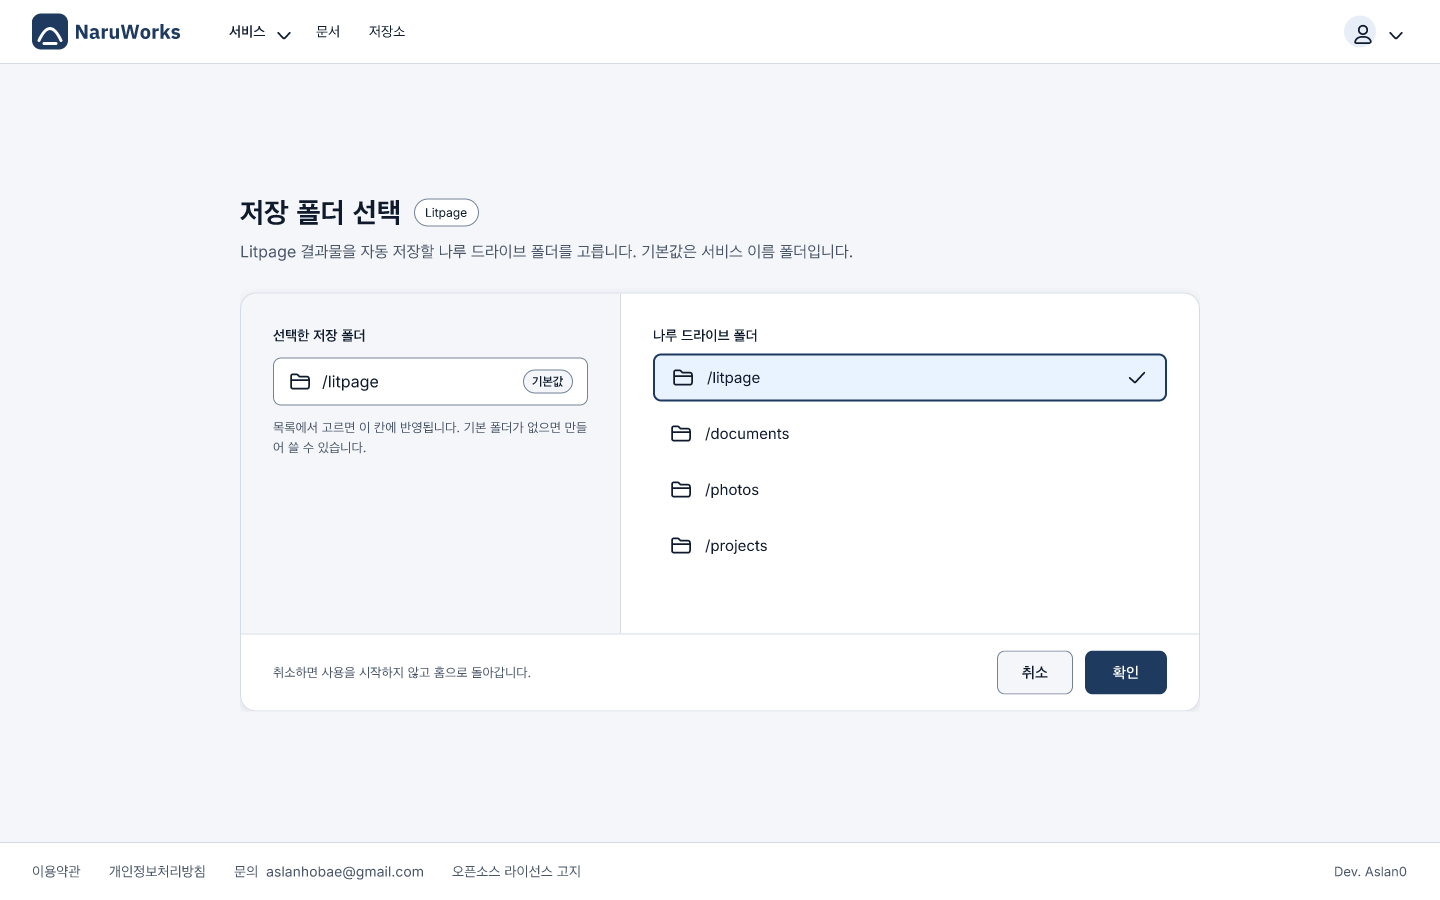 NaruWorks
서비스
문서
저장소
저장 폴더 선택
Litpage
Litpage 결과물을 자동 저장할 나루 드라이브 폴더를 고릅니다. 기본값은 서비스 이름 폴더입니다.
선택한 저장 폴더
/litpage
기본값
목록에서 고르면 이 칸에 반영됩니다. 기본 폴더가 없으면 만들
어 쓸 수 있습니다.
나루 드라이브 폴더
/litpage
/documents
/photos
/projects
취소하면 사용을 시작하지 않고 홈으로 돌아갑니다.
취소
확인
이용약관
개인정보처리방침
문의 aslanhobae@gmail.com
오픈소스 라이선스 고지
Dev. Aslan0